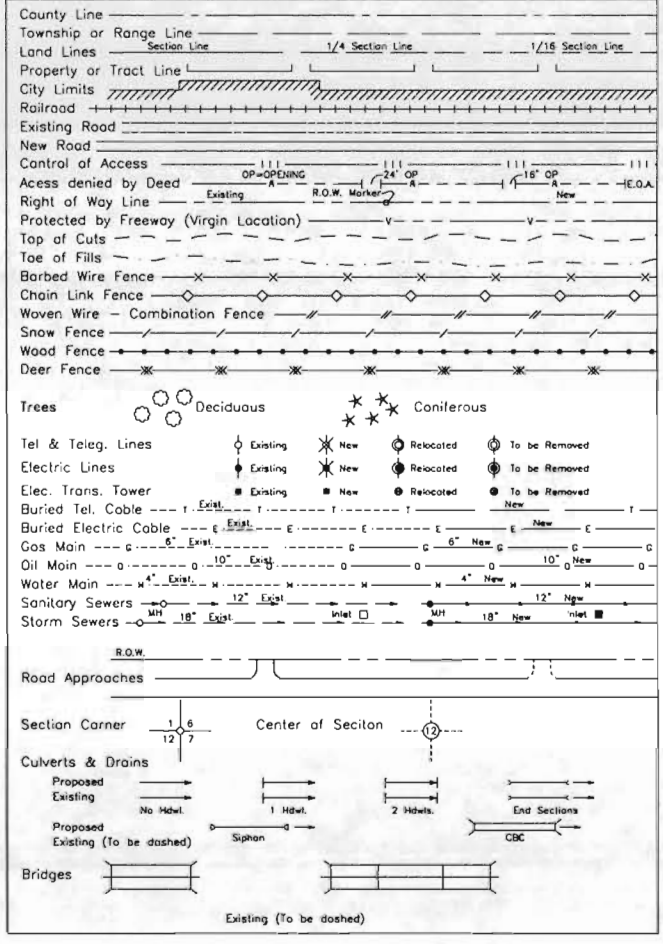 County Line
Township or Range Line
Land Lines Section Line 1/4 Section Line 1/16 Section Line
Property or Tract Line
City Limits
Railroad
Existing Road
New Road
Control of Access
OP=OPENING 24' OP 16' OP
Acess denied by Deed A A A E.O.A.
Right of Way Line Existing R.O.W. Marker New
Protected by Freeway (Virgin Location) V V
Top of Cuts
Toe of Fills
Barbed Wire Fence
Chain Link Fence
Woven Wire - Combination Fence
Snow Fence
Wood Fence
Deer Fence
Trees Deciduous Coniferous
Tel & Teleg. Lines Existing New Relocated To be Removed
Electric Lines Existing New Relocated To be Removed
Elec. Trans. Tower Existing New Relocated To be Removed
Buried Tel. Cable T Exist. T T T New
Buried Electric Cable E Exist. E E E E New E
Gas Main G 6" Exist. G G 6" New G G G
Oil Main O 10" Exist. O O O O 10" New O O
Water Main W 4" Exist. W W W W 4" New W W
Sanitary Sewers 12" Exist. 12" New
Storm Sewers MH 18" Exist. Inlet MH 18" New Inlet
R.O.W.
Road Approaches
Section Corner 1 6 12 7 Center of Seciton 12
Culverts & Drains
Proposed
Existing
No Hdwl. 1 Hdwl. 2 Hdwls. End Sections
Proposed
Existing (To be dashed) Siphon CBC
Bridges
Existing (To be dashed)